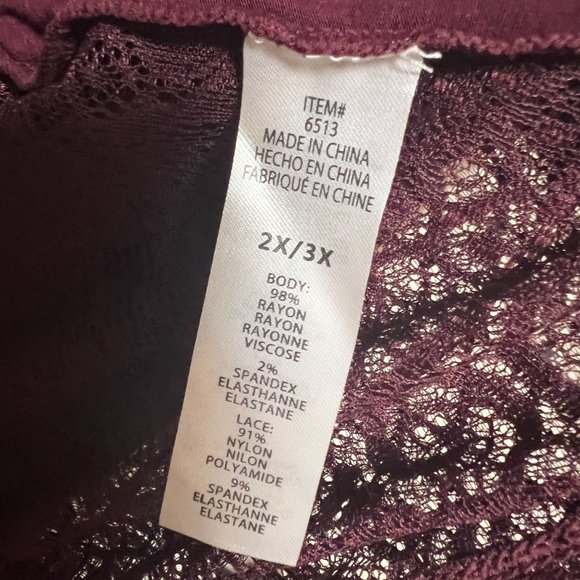 ITEM#
6513
MADE IN CHINA
HECHO EN CHINA
FABRIQUÉ EN CHINE
2X/3X
BODY:
98%
RAYON
RAYON
RAYONNE
VISCOSE
2%
SPANDEX
ELASTHANNE
ELASTANE
LACE:
91%
NYLON
NILON
POLYAMIDE
9%
SPANDEX
ELASTHANNE
ELASTANE